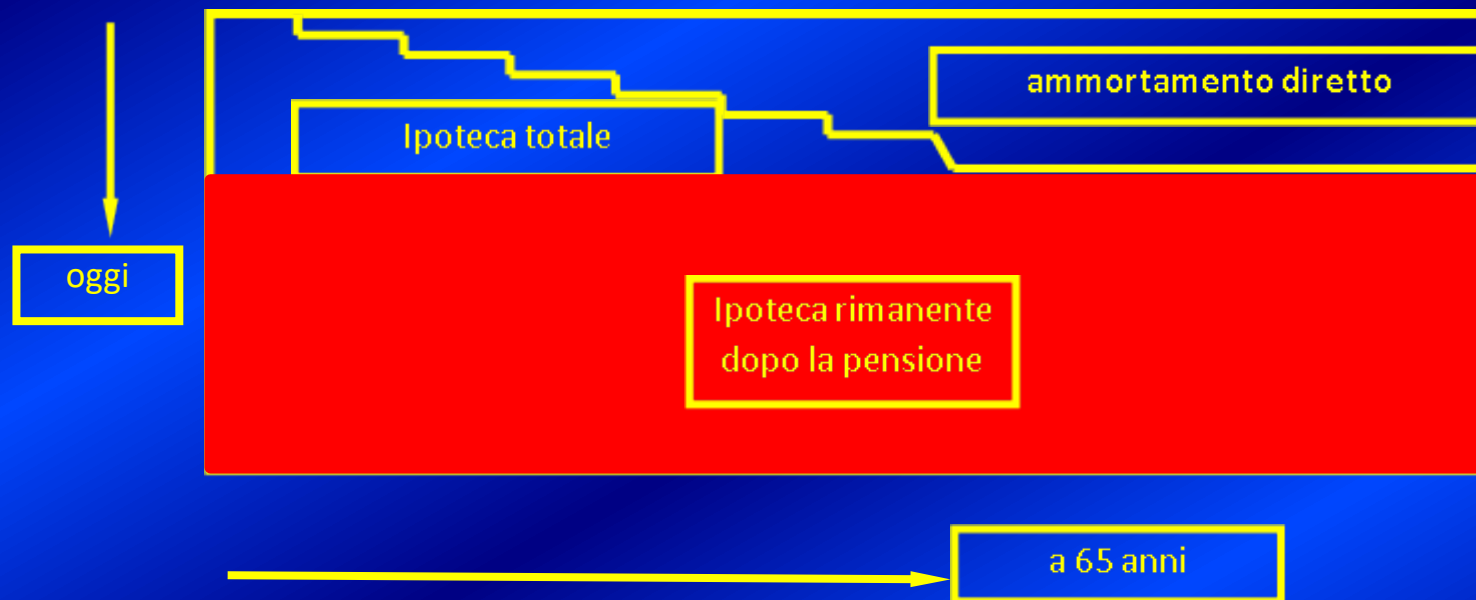 ammortamento diretto
Ipoteca totale
oggi
Ipoteca rimanente
dopo la pensione
a 65 anni